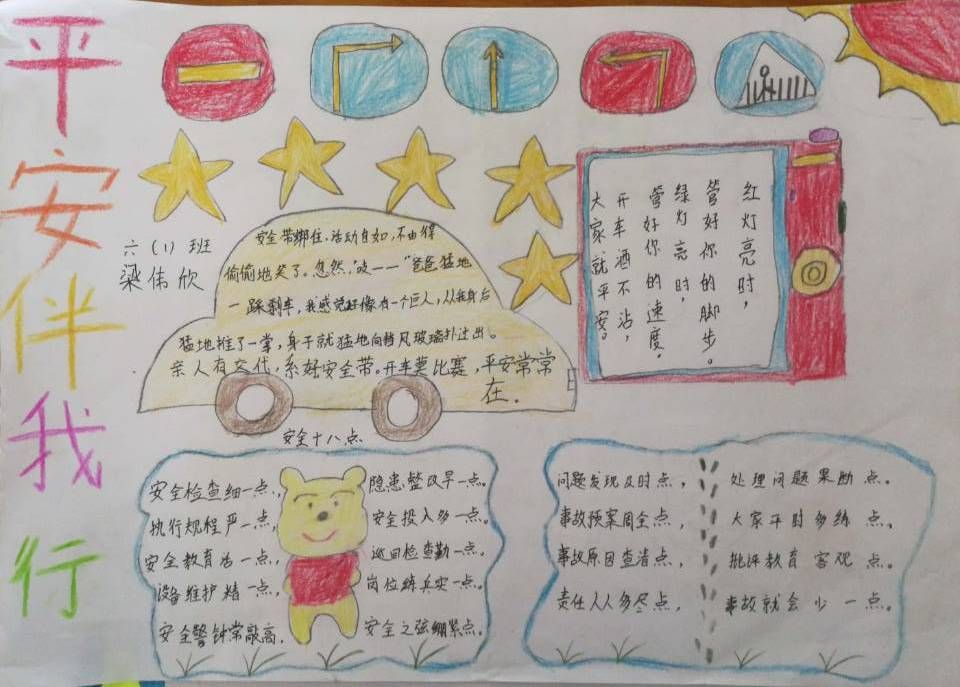 平安伴我行
六（1）班
梁伟欣
安全带绑住，活动自如，不由得
偷偷地笑了。忽然，"吱——"爸爸猛地
一踩刹车，我感觉好像有一个巨人，从我身后
猛地推了一掌，身子就猛地向挡风玻璃扑过出。
亲人有交代，系好安全带。开车莫比赛，平安常常
在．
红灯亮时，
管好你的脚步。
绿灯亮时，
管好你的速度。
开车酒不沾，
大家就平安。
安全十八点
安全检查细一点，隐患整改早一点。
执行规程严一点，安全投入多一点。
安全教育活一点，巡回检查勤一点。
设备维护精一点，岗位练兵实一点。
安全警钟常敲高．安全之弦绷紧点。
问题发现及时点，处理问题果断点。
事故预案周全点，大家平时多练点。
事故原因查清点，批评教育客观点。
责任人人多尽点，事故就会少一点。